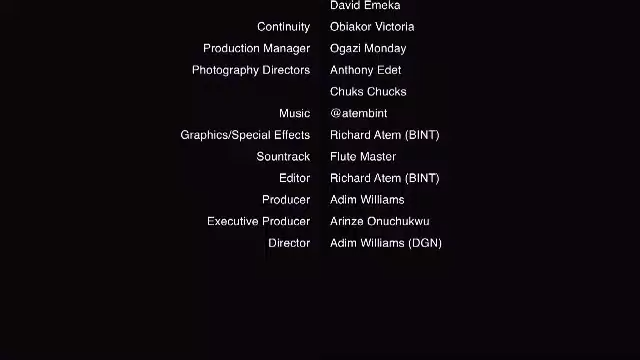 David Emeka
Continuity Obiakor Victoria
Production Manager Ogazi Monday
Photography Directors Anthony Edet
Chuks Chucks
Music @atembint
Graphics/Special Effects Richard Atem (BINT)
Sountrack Flute Master
Editor Richard Atem (BINT)
Producer Adim Williams
Executive Producer Arinze Onuchukwu
Director Adim Williams (DGN)